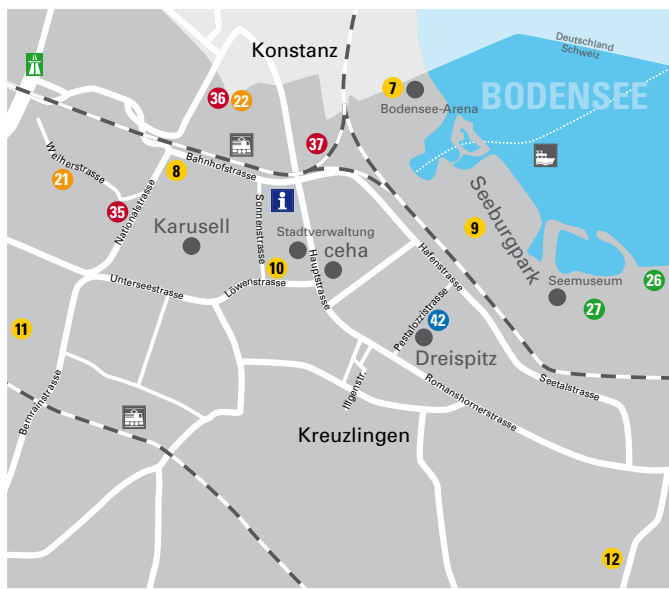 Deutschland
Schweiz
Konstanz
BODENSEE
7
Bodensee-Arena
36
22
37
Bahnhofstrasse
8
Weiherstrasse
21
35
Nationalstrasse
Sonnenstrasse
i
Karusell
Stadtverwaltung
ceha
Seeburgpark
9
10
Hauptstrasse
Hafenstrasse
Unterseestrasse
Löwenstrasse
Seemuseum
26
27
11
Pestalozzistrasse
42
Dreispitz
Illgenstr.
Romanshornerstrasse
Seetalstrasse
Bernrainstrasse
Kreuzlingen
12